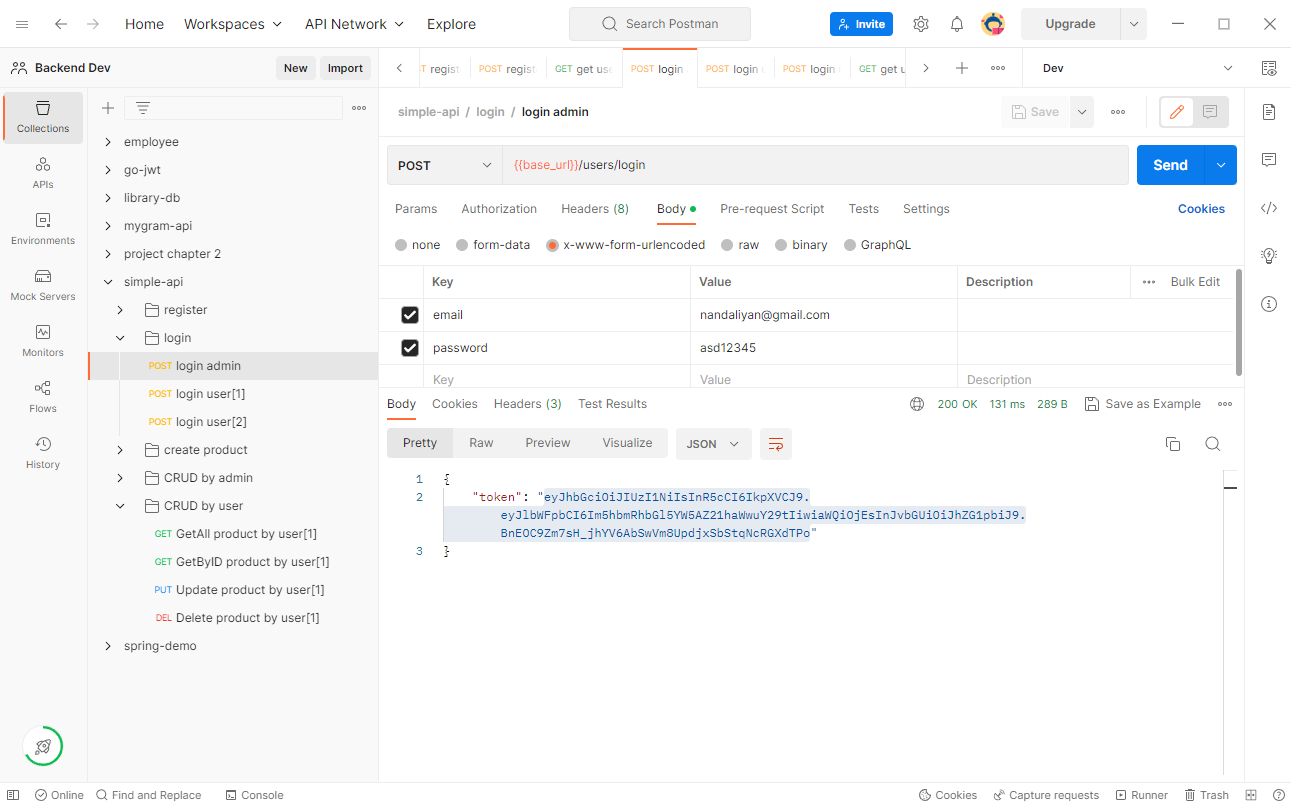 Home Workspaces API Network Explore Search Postman Invite Upgrade
Backend Dev New Import regist POST regist GET get use POST login POST login u POST login GET get u Dev
Collections
APIs
Environments
Mock Servers
Monitors
Flows
History
employee
go-jwt
library-db
mygram-api
project chapter 2
simple-api
register
login
POST login admin
POST login user[1]
POST login user[2]
create product
CRUD by admin
CRUD by user
GET GetAll product by user[1]
GET GetByID product by user[1]
PUT Update product by user[1]
DEL Delete product by user[1]
spring-demo
simple-api / login / login admin Save
POST {{base_url}}/users/login Send
Params Authorization Headers (8) Body Pre-request Script Tests Settings Cookies
none form-data x-www-form-urlencoded raw binary GraphQL
Key Value Description Bulk Edit
email nandaliyan@gmail.com
password asd12345
Key Value Description
Body Cookies Headers (3) Test Results 200 OK 131 ms 289 B Save as Example
Pretty Raw Preview Visualize JSON
1 {
2 "token": "eyJhbGciOiJIUzI1NiIsInR5cCI6IkpXVCJ9.
eyJlbWFpbCI6Im5hbmRhbGl5YW5AZ21haWwuY29tIiwiaWQiOjEsInJvbGUiOiJhZG1pbiJ9.
BnEOC9Zm7sH_jhYV6AbSwVm8UpdjxSbStqNcRGXdTPo"
3 }
Online Find and Replace Console Cookies Capture requests Runner Trash